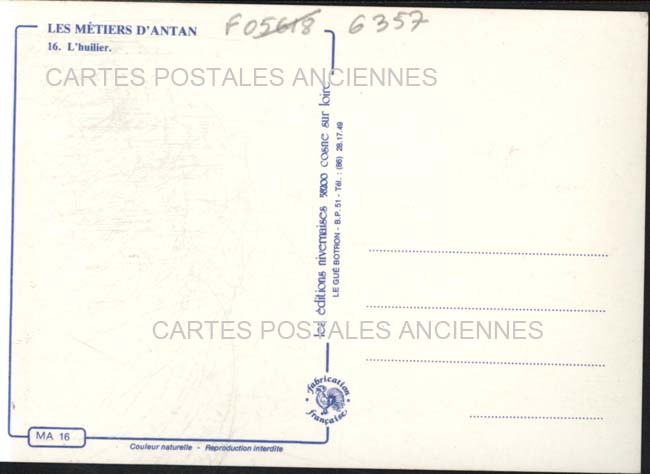 LES MÉTIERS D'ANTAN
16. L'huilier.
F05618 6357
CARTES POSTALES ANCIENNES
les éditions nivernaises 58200 cosne sur loire
LE GUÉ BOTRON - B.P. 51 - Tél. : (86) 28.17.49
CARTES POSTALES ANCIENNES
fabrication
française
MA 16
Couleur naturelle - Reproduction interdite